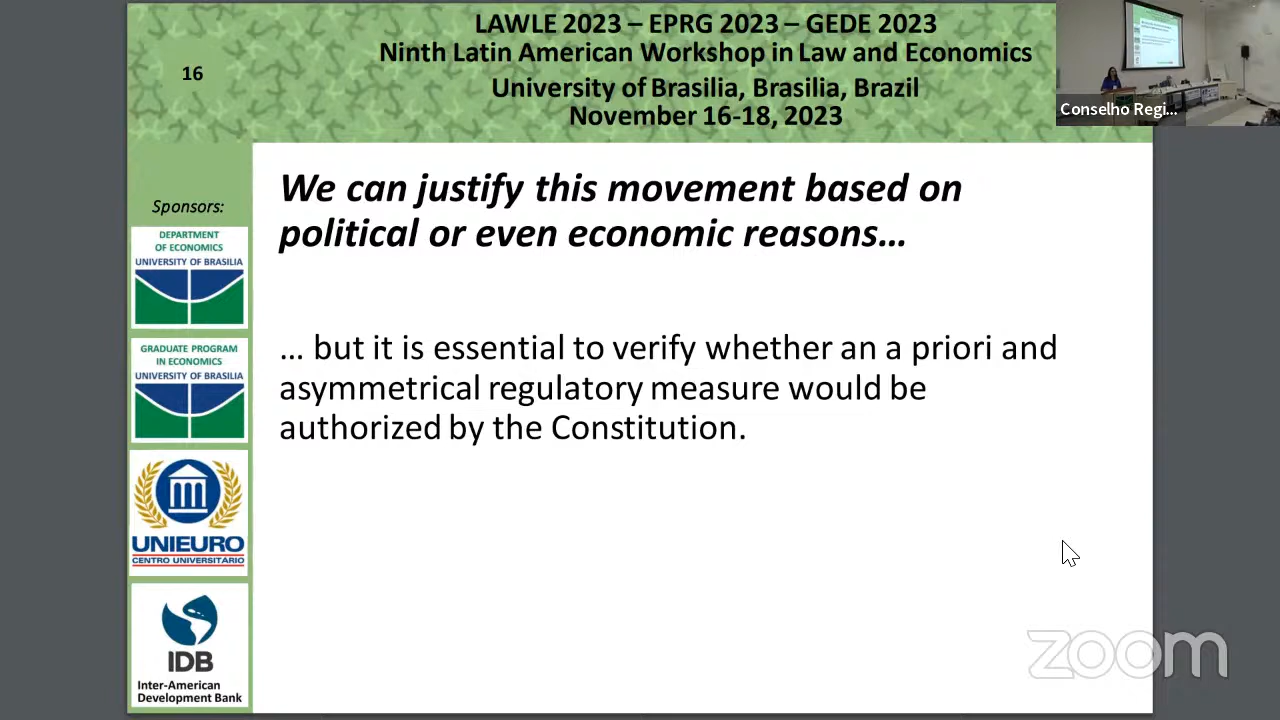 LAWLE 2023 – EPRG 2023 – GEDE 2023
Ninth Latin American Workshop in Law and Economics
University of Brasilia, Brasilia, Brazil
November 16-18, 2023
16
Conselho Regi...
We can justify this movement based on
political or even economic reasons…
… but it is essential to verify whether an a priori and
asymmetrical regulatory measure would be
authorized by the Constitution.
Sponsors:
DEPARTMENT
OF ECONOMICS
UNIVERSITY OF BRASILIA
GRADUATE PROGRAM
IN ECONOMICS
UNIVERSITY OF BRASILIA
UNIEURO
CENTRO UNIVERSITARIO
IDB
Inter-American
Development Bank
zoom